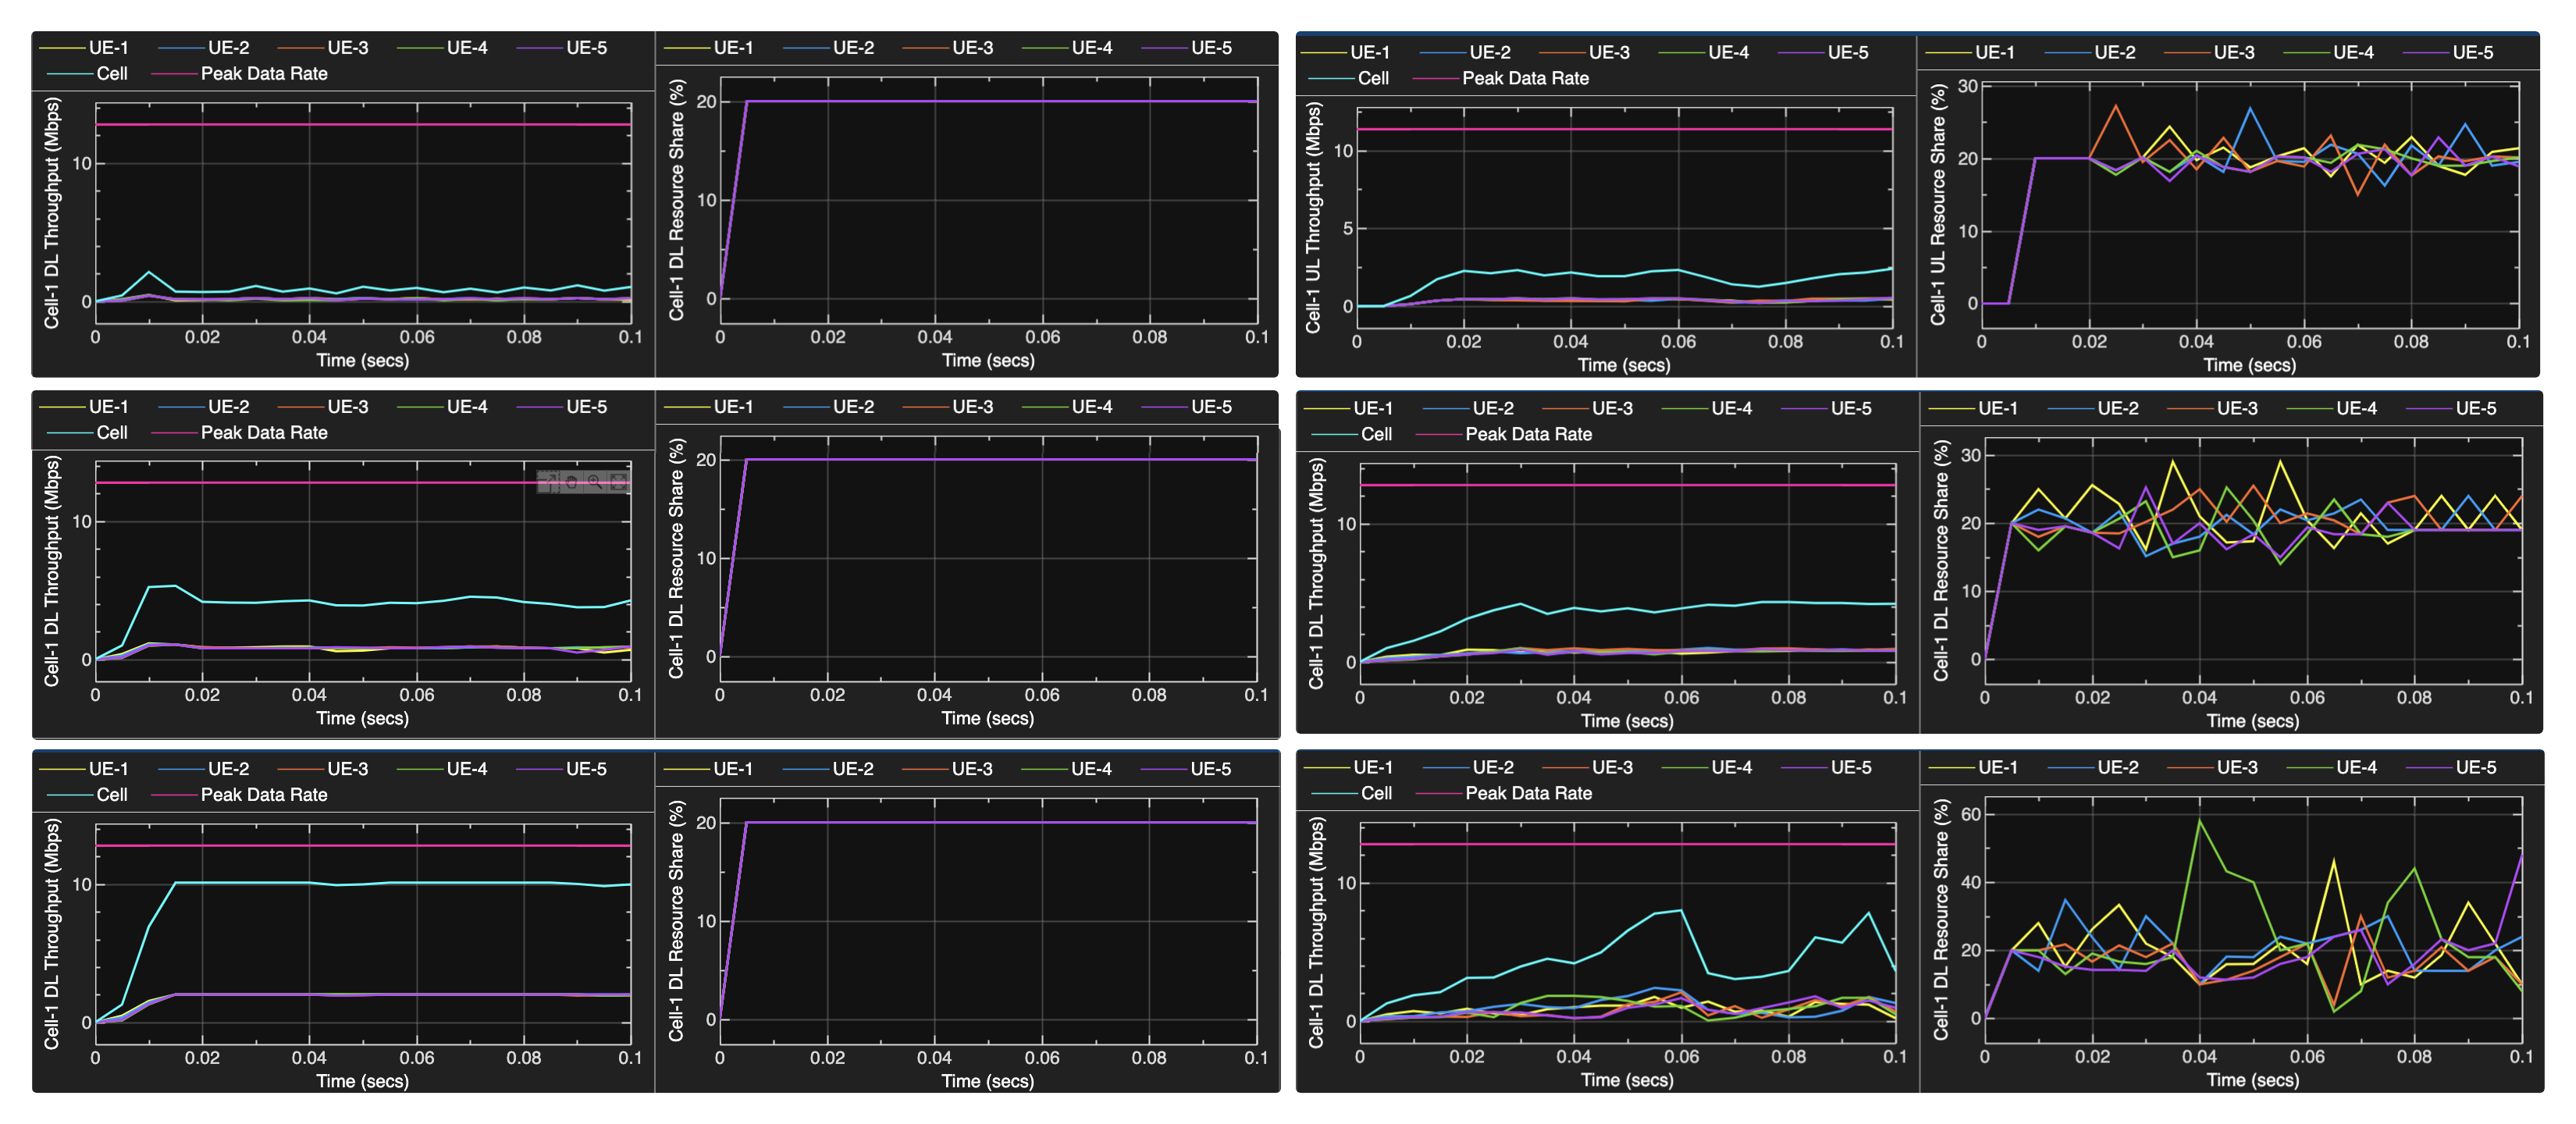 UE-1 UE-2 UE-3 UE-4 UE-5
Cell Peak Data Rate
Cell-1 DL Throughput (Mbps)
10
0
0 0.02 0.04 0.06 0.08 0.1
Time (secs)
UE-1 UE-2 UE-3 UE-4 UE-5
Cell-1 DL Resource Share (%)
20
10
0
0 0.02 0.04 0.06 0.08 0.1
Time (secs)
UE-1 UE-2 UE-3 UE-4 UE-5
Cell Peak Data Rate
Cell-1 UL Throughput (Mbps)
10
5
0
0 0.02 0.04 0.06 0.08 0.1
Time (secs)
UE-1 UE-2 UE-3 UE-4 UE-5
Cell-1 UL Resource Share (%)
30
20
10
0
0 0.02 0.04 0.06 0.08 0.1
Time (secs)
UE-1 UE-2 UE-3 UE-4 UE-5
Cell Peak Data Rate
Cell-1 DL Throughput (Mbps)
10
0
0 0.02 0.04 0.06 0.08 0.1
Time (secs)
UE-1 UE-2 UE-3 UE-4 UE-5
Cell-1 DL Resource Share (%)
20
10
0
0 0.02 0.04 0.06 0.08 0.1
Time (secs)
UE-1 UE-2 UE-3 UE-4 UE-5
Cell Peak Data Rate
Cell-1 DL Throughput (Mbps)
10
0
0 0.02 0.04 0.06 0.08 0.1
Time (secs)
UE-1 UE-2 UE-3 UE-4 UE-5
Cell-1 DL Resource Share (%)
30
20
10
0
0 0.02 0.04 0.06 0.08 0.1
Time (secs)
UE-1 UE-2 UE-3 UE-4 UE-5
Cell Peak Data Rate
Cell-1 DL Throughput (Mbps)
10
0
0 0.02 0.04 0.06 0.08 0.1
Time (secs)
UE-1 UE-2 UE-3 UE-4 UE-5
Cell-1 DL Resource Share (%)
20
10
0
0 0.02 0.04 0.06 0.08 0.1
Time (secs)
UE-1 UE-2 UE-3 UE-4 UE-5
Cell Peak Data Rate
Cell-1 DL Throughput (Mbps)
10
0
0 0.02 0.04 0.06 0.08 0.1
Time (secs)
UE-1 UE-2 UE-3 UE-4 UE-5
Cell-1 DL Resource Share (%)
60
40
20
0
0 0.02 0.04 0.06 0.08 0.1
Time (secs)